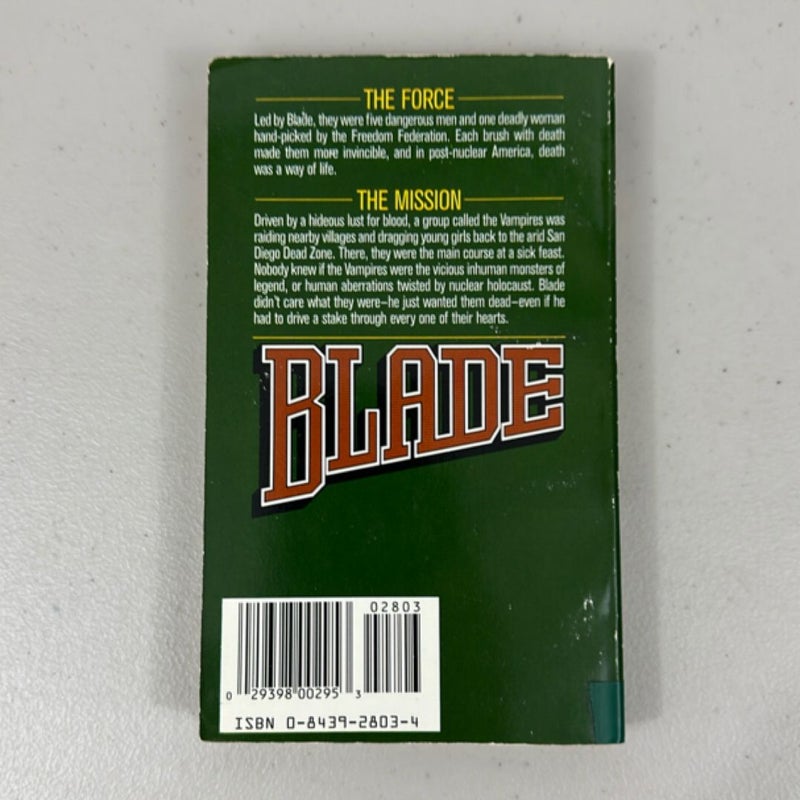 THE FORCE
Led by Blade, they were five dangerous men and one deadly woman
hand-picked by the Freedom Federation. Each brush with death
made them more invincible, and in post-nuclear America, death
was a way of life.
THE MISSION
Driven by a hideous lust for blood, a group called the Vampires was
raiding nearby villages and dragging young girls back to the arid San
Diego Dead Zone. There, they were the main course at a sick feast.
Nobody knew if the Vampires were the vicious inhuman monsters of
legend, or human aberrations twisted by nuclear holocaust. Blade
didn't care what they were—he just wanted them dead—even if he
had to drive a stake through every one of their hearts.
BLADE
02803
0 29398 00295 3
ISBN 0-8439-2803-4